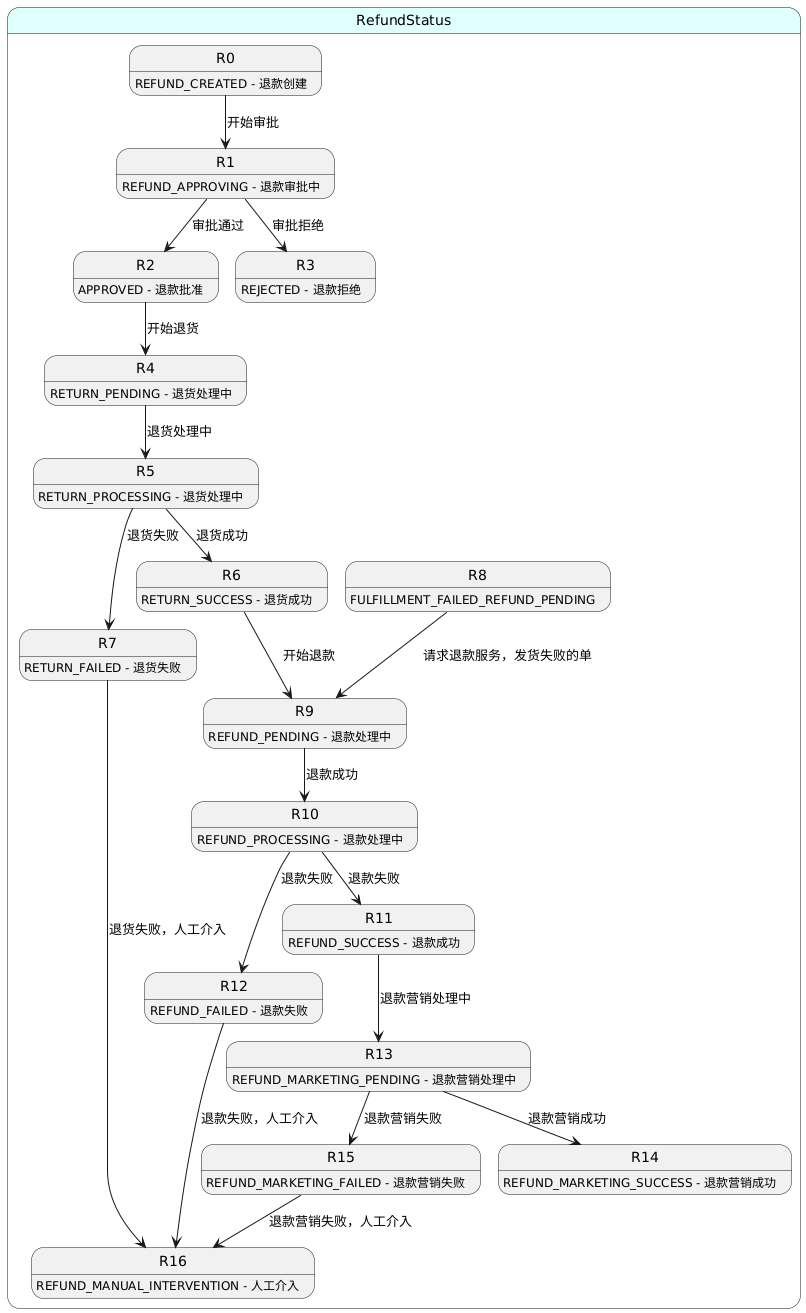 RefundStatus
R0
REFUND_CREATED - 退款创建
开始审批
R1
REFUND_APPROVING - 退款审批中
审批通过
审批拒绝
R2
APPROVED - 退款批准
R3
REJECTED - 退款拒绝
开始退货
R4
RETURN_PENDING - 退货处理中
退货处理中
R5
RETURN_PROCESSING - 退货处理中
退货失败
退货成功
R6
RETURN_SUCCESS - 退货成功
R8
FULFILLMENT_FAILED_REFUND_PENDING
R7
RETURN_FAILED - 退货失败
开始退款
请求退款服务，发货失败的单
R9
REFUND_PENDING - 退款处理中
退款成功
R10
REFUND_PROCESSING - 退款处理中
退款失败
退款失败
R11
REFUND_SUCCESS - 退款成功
退货失败，人工介入
R12
REFUND_FAILED - 退款失败
退款营销处理中
R13
REFUND_MARKETING_PENDING - 退款营销处理中
退款失败，人工介入
退款营销失败
退款营销成功
R15
REFUND_MARKETING_FAILED - 退款营销失败
R14
REFUND_MARKETING_SUCCESS - 退款营销成功
退款营销失败，人工介入
R16
REFUND_MANUAL_INTERVENTION - 人工介入